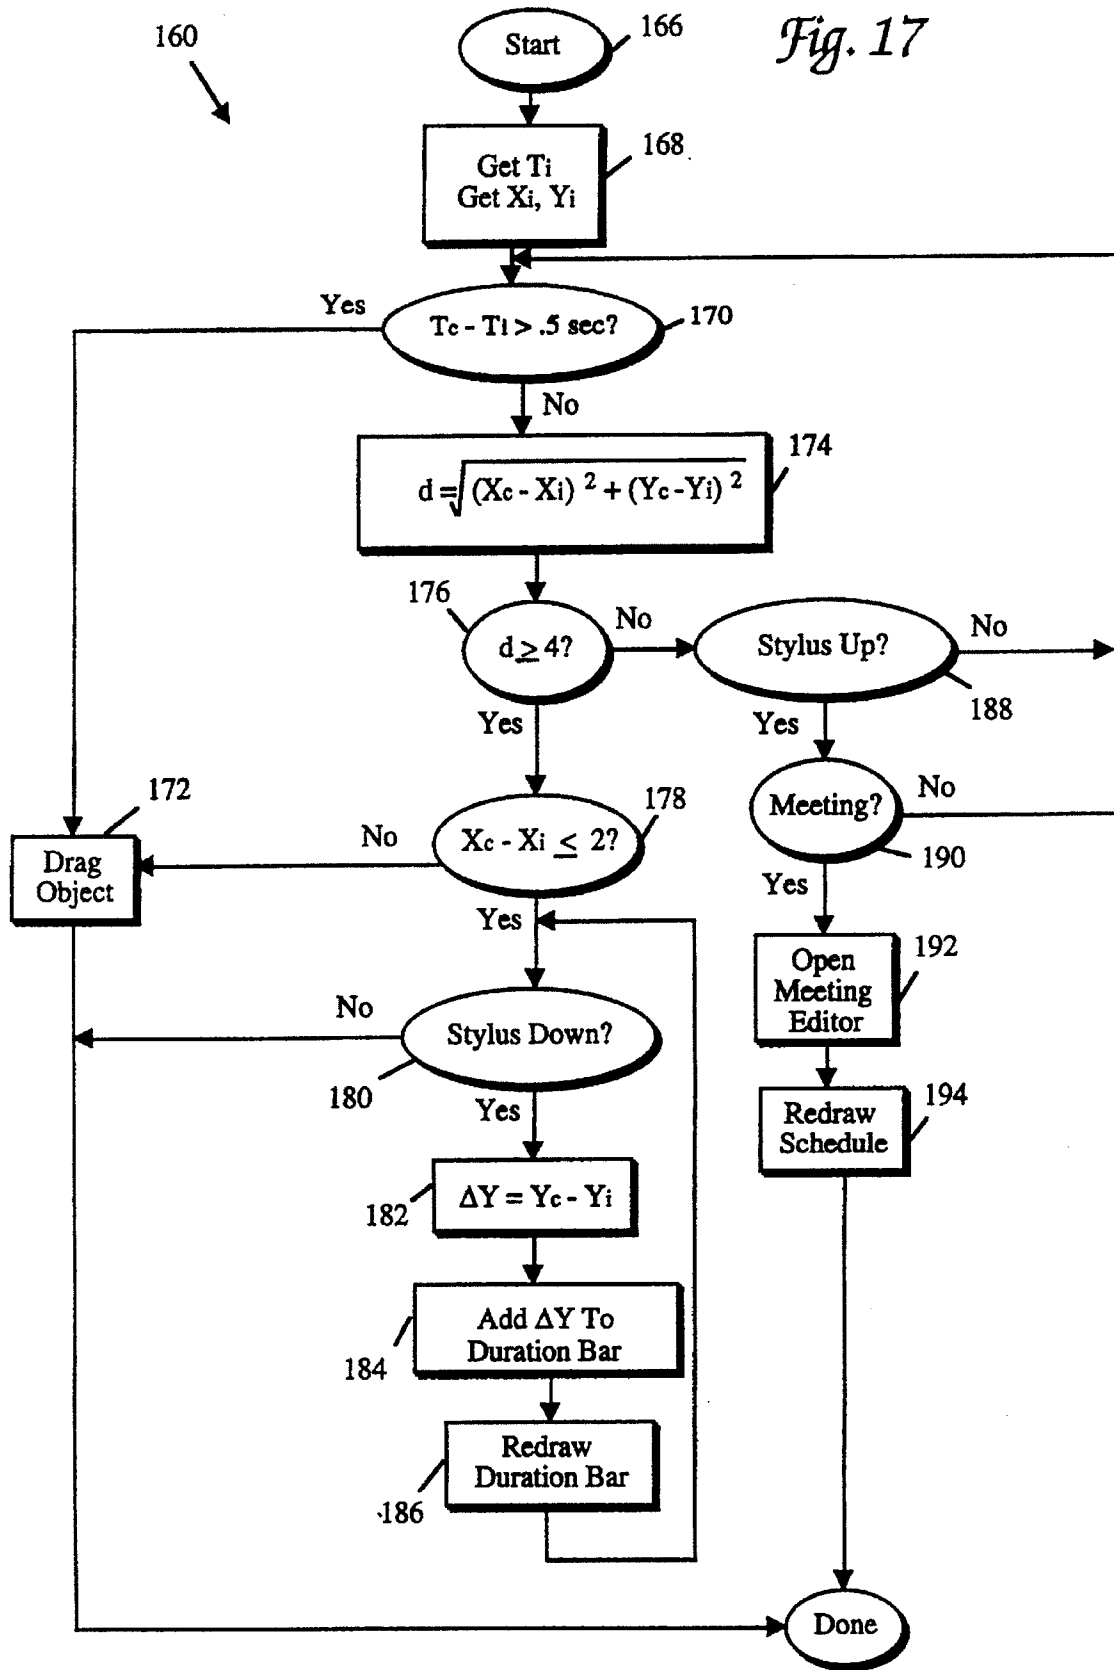 160
Start
166
Fig. 17
Get Ti
Get Xi, Yi
168
Yes
Tc - Ti > .5 sec?
170
No
d = √(Xc - Xi) 2 + (Yc - Yi) 2
174
176
d ≥ 4?
No
Stylus Up?
No
188
Yes
Yes
172
Drag
Object
No
Xc - Xi ≤ 2?
178
Meeting?
No
190
Yes
Yes
Open
Meeting
Editor
192
No
Stylus Down?
180
Yes
Redraw
Schedule
194
182
ΔY = Yc - Yi
Add ΔY To
Duration Bar
184
Redraw
Duration Bar
186
Done